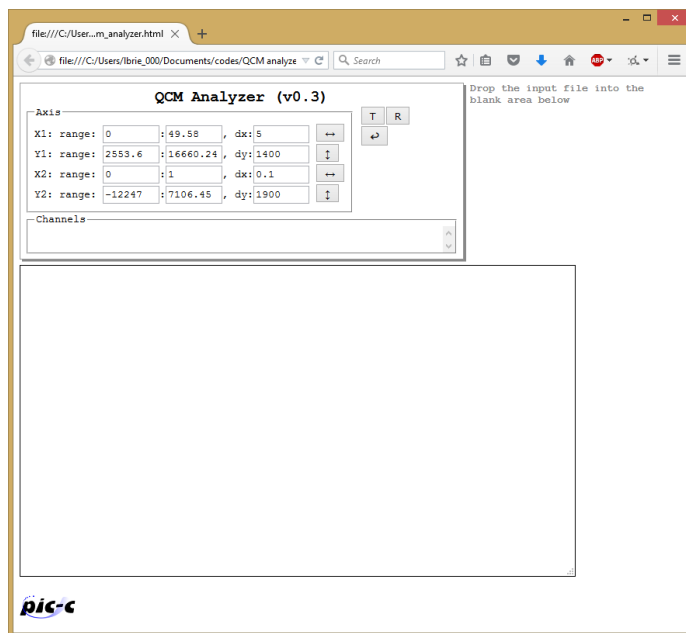 file:///C:/User...m_analyzer.html
file:///C:/Users/lbrie_000/Documents/codes/QCM analyze
Search
ABP
QCM Analyzer (v0.3)
Drop the input file into the
blank area below
Axis
T R
X1: range: 0 : 49.58 , dx: 5
Y1: range: 2553.6 : 16660.24 , dy: 1400
X2: range: 0 : 1 , dx: 0.1
Y2: range: -12247 : 7106.45 , dy: 1900
Channels
pic-c